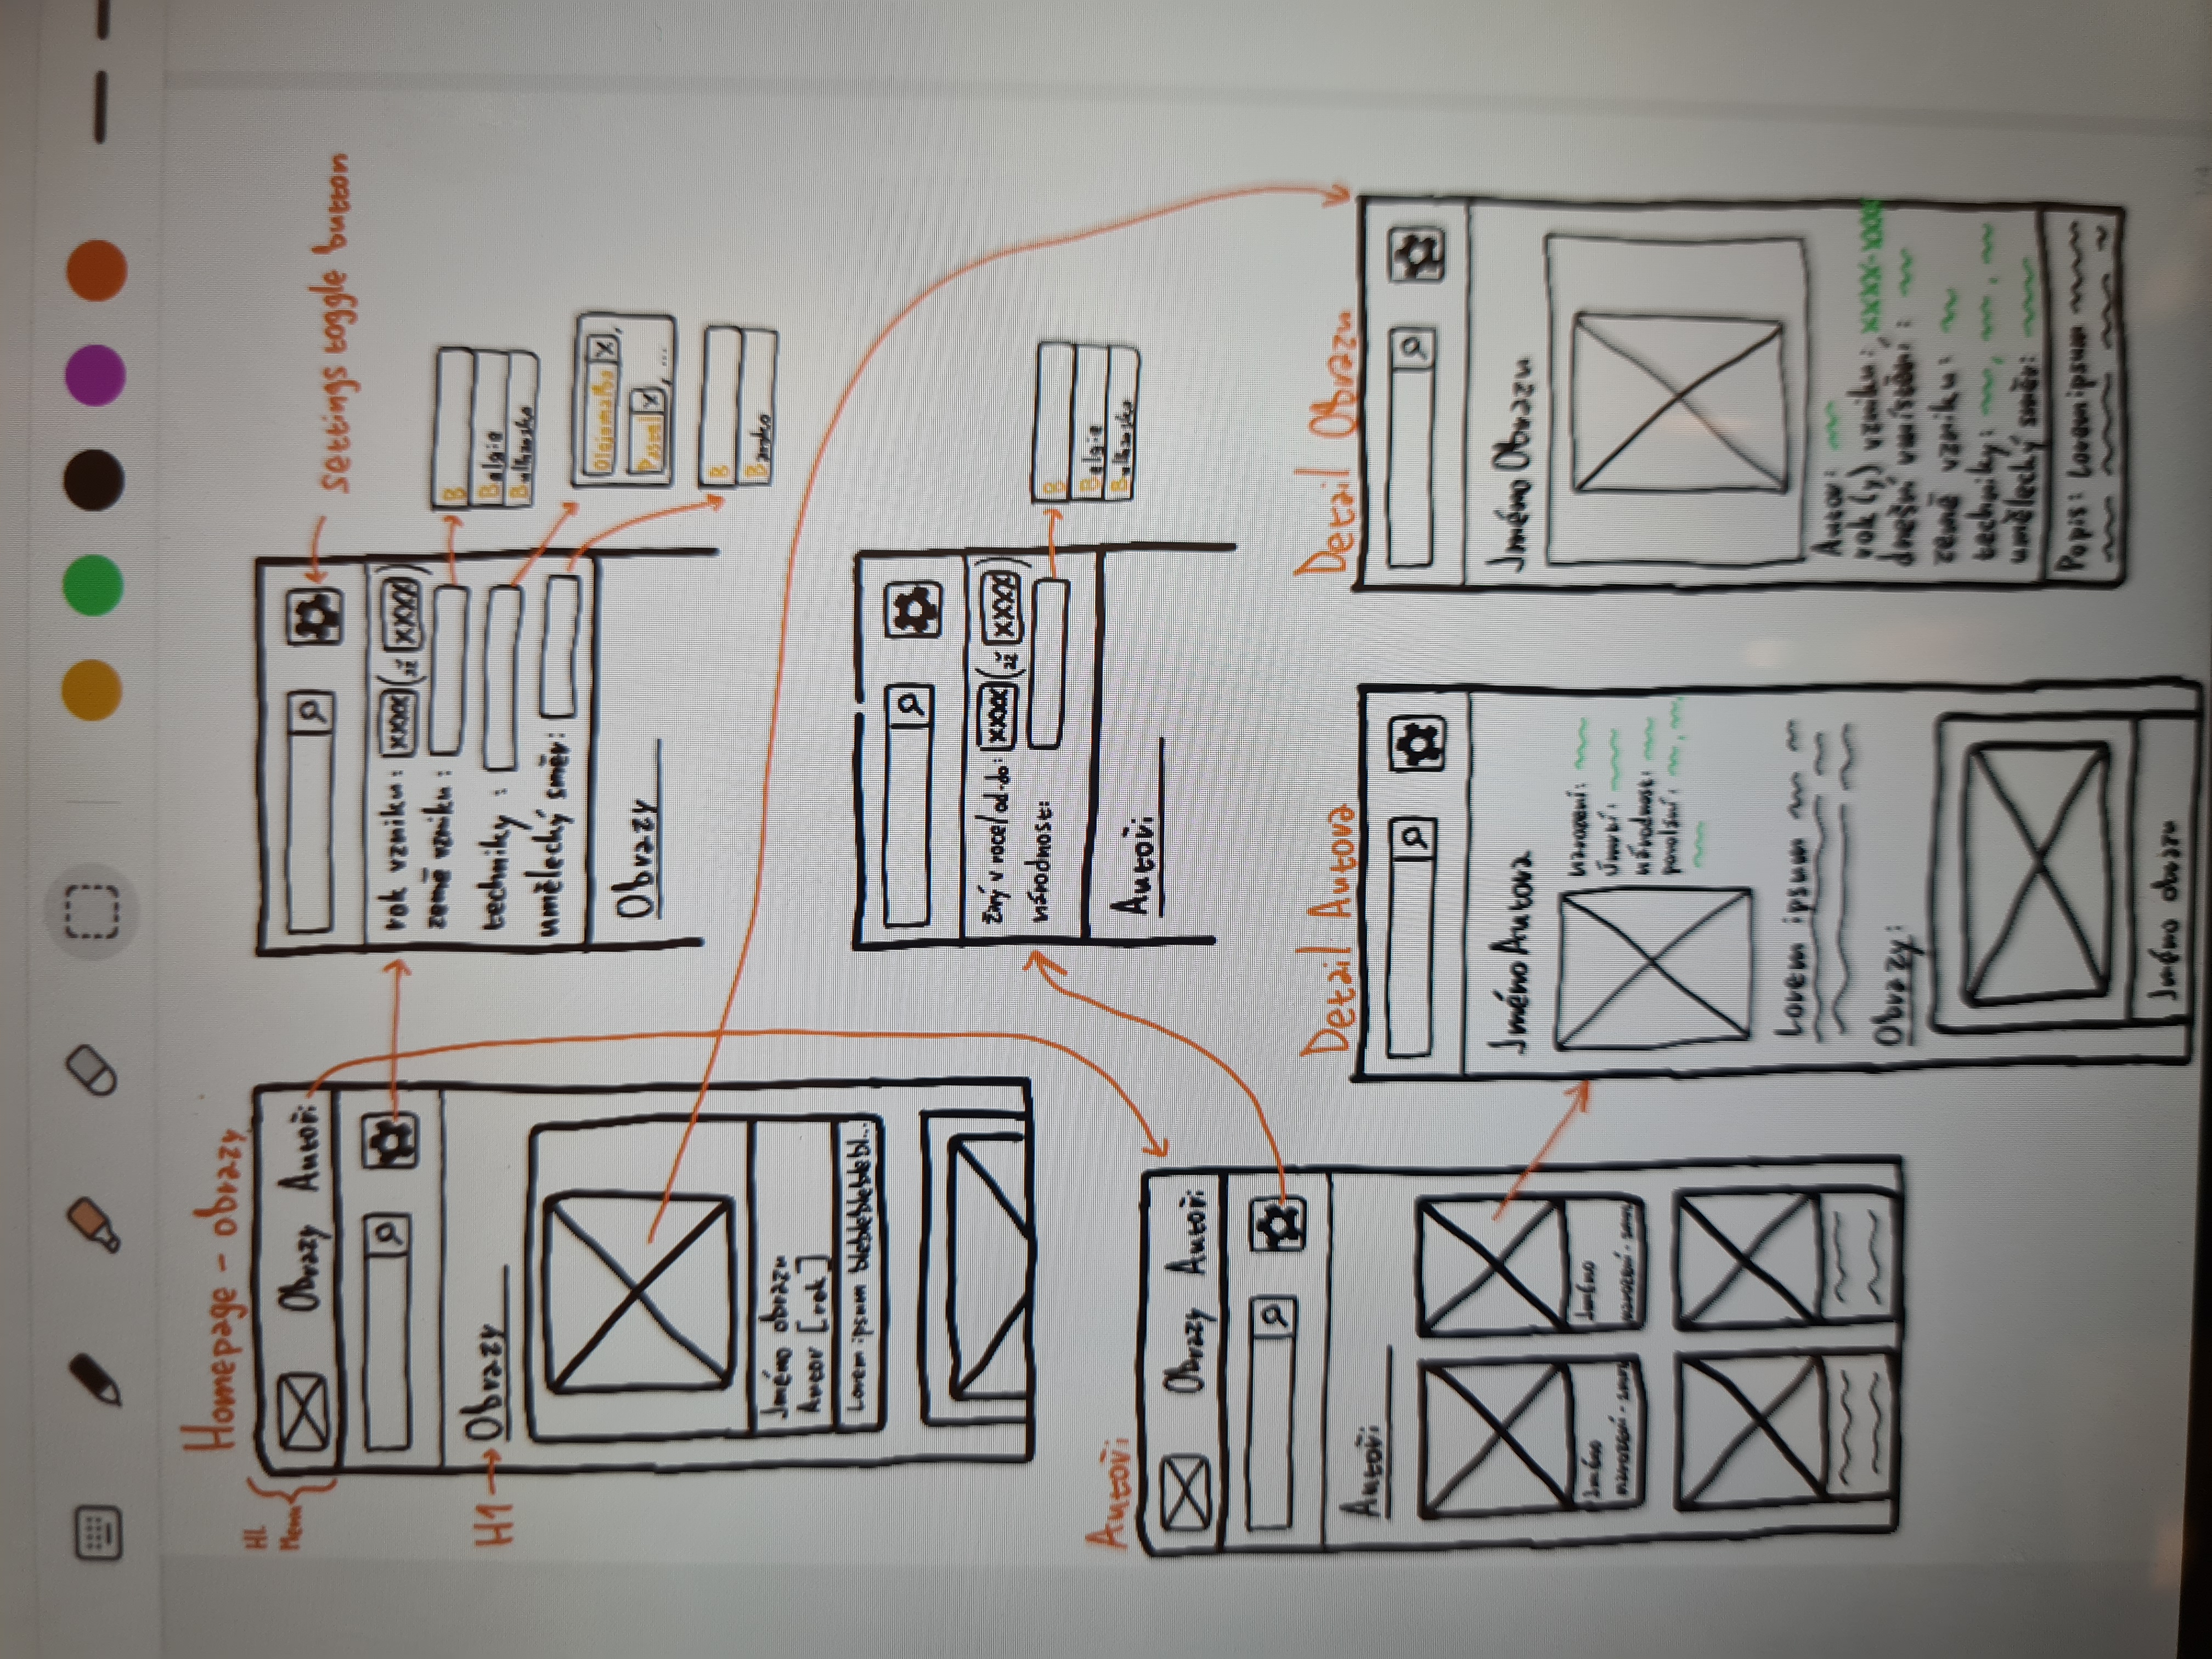 Homepage - obrazy
Hl.
Menu
Obrazy Autoři
H1
Obrazy
Jméno obrazu
Autor [rok]
Lorem ipsum blebleblebleblebl...
settings toggle button
rok vzniku: xxxx (až xxxx)
země vzniku:
techniky :
umělecký směr:
Obrazy
B
Belgie
Bulharsko
Olejomalba x,
Pastel x, ...
B
Baroko
živý v roce/od-do: xxxx (až xxxx)
národnost:
Autoři
B
Belgie
Bulharsko
Autoři
Obrazy Autoři
Autoři
Jméno
narození - smrt
Jméno
narození - smrt
Detail Autora
Jméno Autora
narození:
úmrtí:
národnost:
povolání: , ,
Lorem ipsum
Obrazy:
Jméno obrazu
Detail Obrazu
Jméno Obrazu
Autor:
rok(y) vzniku: xxxx-xxxx
dnešní umístění:
země vzniku:
techniky: , ,
umělecký směr:
Popis: Lorem ipsum